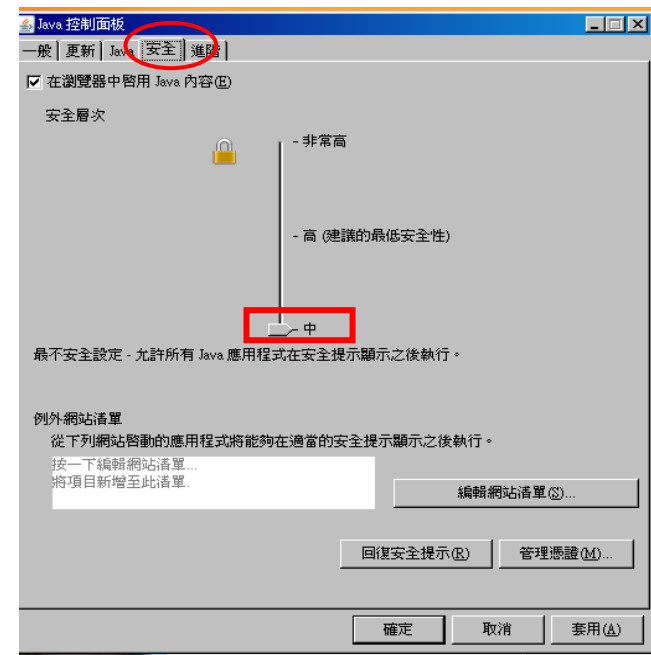 Java 控制面板
一般 更新 Java 安全 進階
在瀏覽器中啓用 Java 內容(E)
安全層次
- 非常高
- 高 (建議的最低安全性)
- 中
最不安全設定 - 允許所有 Java 應用程式在安全提示顯示之後執行。
例外網站清單
從下列網站啓動的應用程式將能夠在適當的安全提示顯示之後執行。
按一下編輯網站清單...
將項目新增至此清單.
編輯網站清單(S)...
回復安全提示(R) 管理憑證(M)...
確定 取消 套用(A)